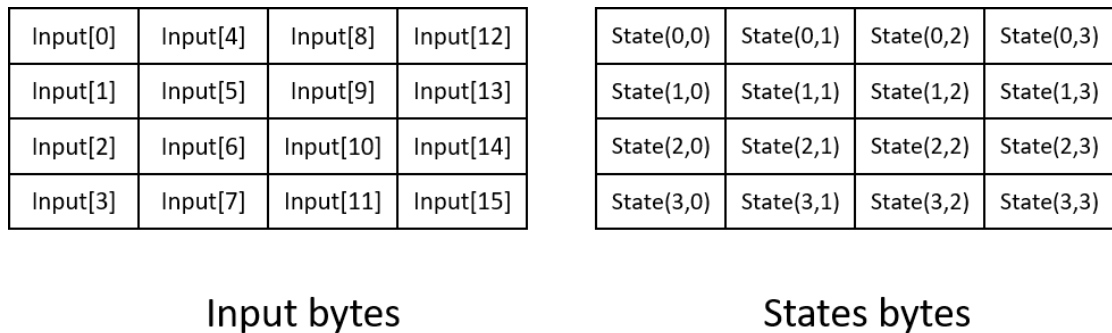 Input[0] Input[4] Input[8] Input[12]
Input[1] Input[5] Input[9] Input[13]
Input[2] Input[6] Input[10] Input[14]
Input[3] Input[7] Input[11] Input[15]
Input bytes
State(0,0) State(0,1) State(0,2) State(0,3)
State(1,0) State(1,1) State(1,2) State(1,3)
State(2,0) State(2,1) State(2,2) State(2,3)
State(3,0) State(3,1) State(3,2) State(3,3)
States bytes